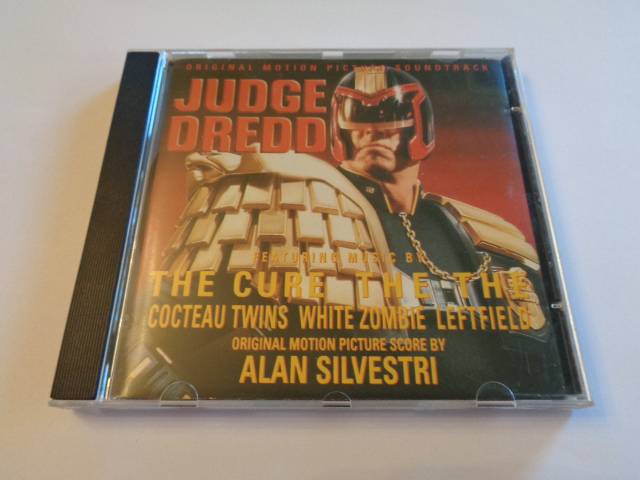 ORIGINAL MOTION PICTURE SOUNDTRACK
JUDGE
DREDD
FEATURING MUSIC BY
THE CURE THE THE
COCTEAU TWINS WHITE ZOMBIE LEFTFIELD
ORIGINAL MOTION PICTURE SCORE BY
ALAN SILVESTRI